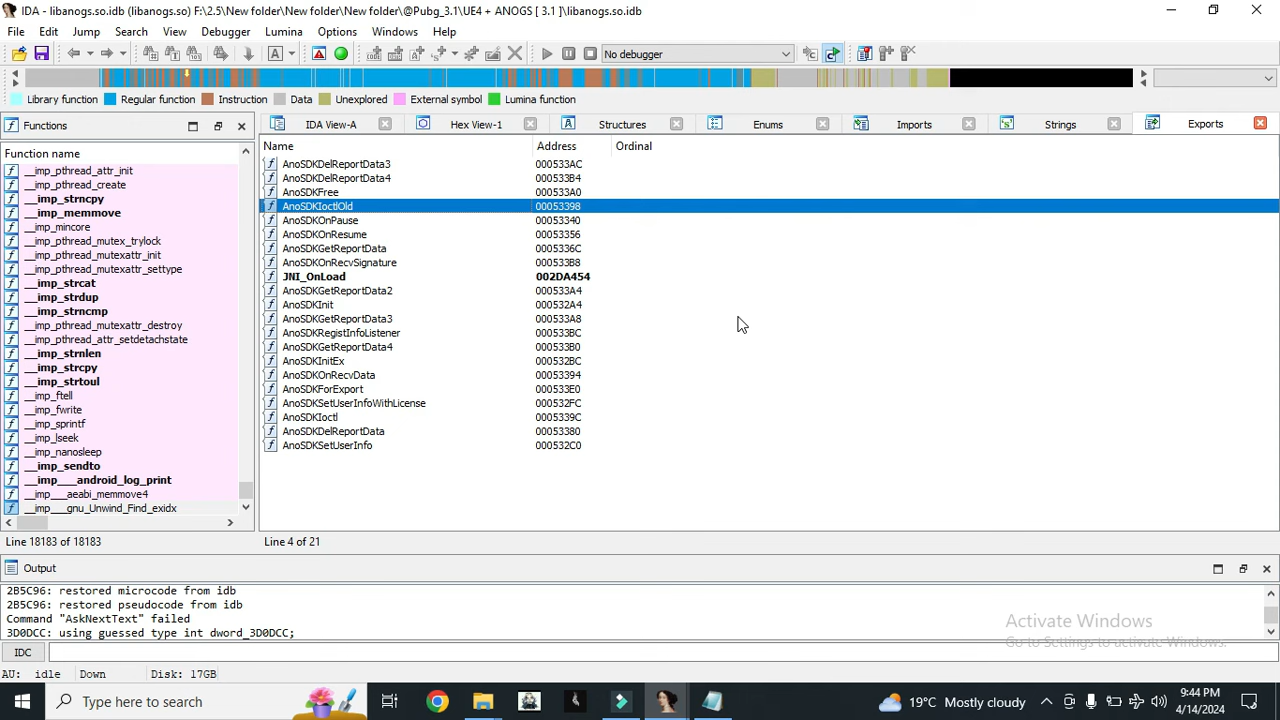 IDA - libanogs.so.idb (libanogs.so) F:\2.5\New folder\New folder\New folder\@Pubg_3.1\UE4 + ANOGS [ 3.1 ]\libanogs.so.idb
File Edit Jump Search View Debugger Lumina Options Windows Help
No debugger
Library function Regular function Instruction Data Unexplored External symbol Lumina function
Functions
IDA View-A Hex View-1 Structures Enums Imports Strings Exports
Function name
__imp_pthread_attr_init
__imp_pthread_create
__imp_strncpy
__imp_memmove
__imp_mincore
__imp_pthread_mutex_trylock
__imp_pthread_mutexattr_init
__imp_pthread_mutexattr_settype
__imp_strcat
__imp_strdup
__imp_strncmp
__imp_pthread_mutexattr_destroy
__imp_pthread_attr_setdetachstate
__imp_strnlen
__imp_strcpy
__imp_strtoul
__imp_ftell
__imp_fwrite
__imp_sprintf
__imp_lseek
__imp_nanosleep
__imp_sendto
__imp___android_log_print
__imp___aeabi_memmove4
__imp___gnu_Unwind_Find_exidx
Line 18183 of 18183
Name Address Ordinal
AnoSDKDelReportData3 000533AC
AnoSDKDelReportData4 000533B4
AnoSDKFree 000533A0
AnoSDKIoctlOld 00053398
AnoSDKOnPause 00053340
AnoSDKOnResume 00053356
AnoSDKGetReportData 0005336C
AnoSDKOnRecvSignature 000533B8
JNI_OnLoad 002DA454
AnoSDKGetReportData2 000533A4
AnoSDKInit 000532A4
AnoSDKGetReportData3 000533A8
AnoSDKRegistInfoListener 000533BC
AnoSDKGetReportData4 000533B0
AnoSDKInitEx 000532BC
AnoSDKOnRecvData 00053394
AnoSDKForExport 000533E0
AnoSDKSetUserInfoWithLicense 000532FC
AnoSDKIoctl 0005339C
AnoSDKDelReportData 00053380
AnoSDKSetUserInfo 000532C0
Line 4 of 21
Output
2B5C96: restored microcode from idb
2B5C96: restored pseudocode from idb
Command "AskNextText" failed
3D0DCC: using guessed type int dword_3D0DCC;
Activate Windows
Go to Settings to activate Windows.
IDC
AU: idle Down Disk: 17GB
Type here to search
19°C Mostly cloudy
9:44 PM
4/14/2024